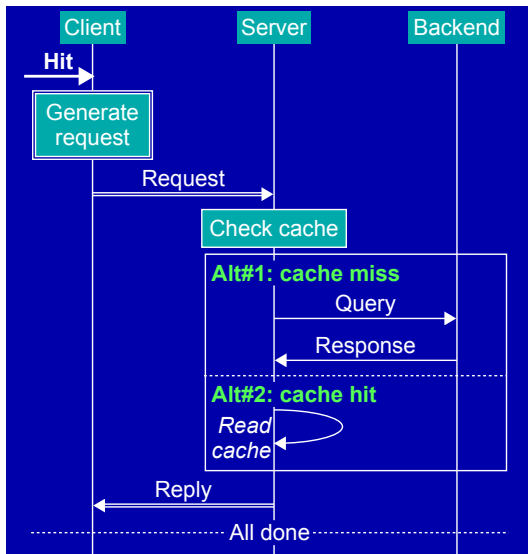 Client Server Backend
Hit
Generate
request
Request
Check cache
Alt#1: cache miss
Query
Response
Alt#2: cache hit
Read
cache
Reply
All done